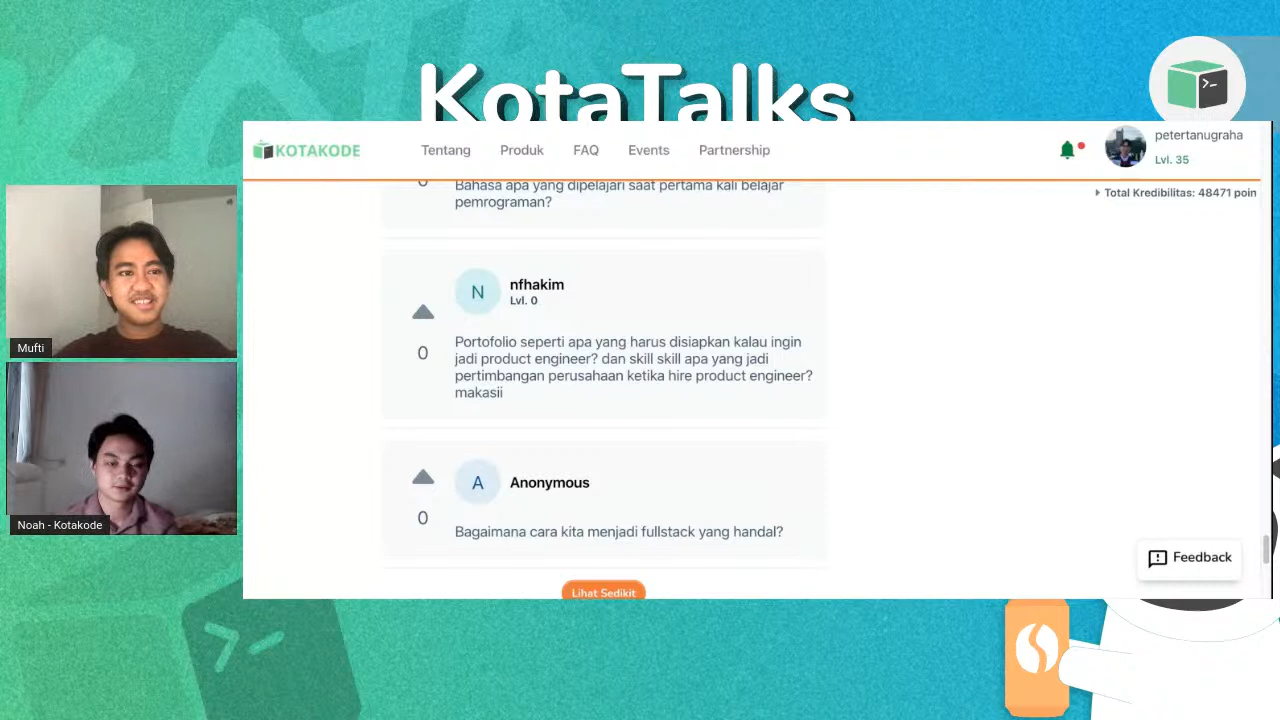 KotaTalks
>-
KOTAKODE
Tentang Produk FAQ Events Partnership
petertanugraha
Lvl. 35
Total Kredibilitas: 48471 poin
0
Bahasa apa yang dipelajari saat pertama kali belajar
pemrograman?
N
nfhakim
Lvl. 0
0
Portofolio seperti apa yang harus disiapkan kalau ingin
jadi product engineer? dan skill skill apa yang jadi
pertimbangan perusahaan ketika hire product engineer?
makasii
A
Anonymous
0
Bagaimana cara kita menjadi fullstack yang handal?
Lihat Sedikit
Feedback
Mufti
Noah - Kotakode